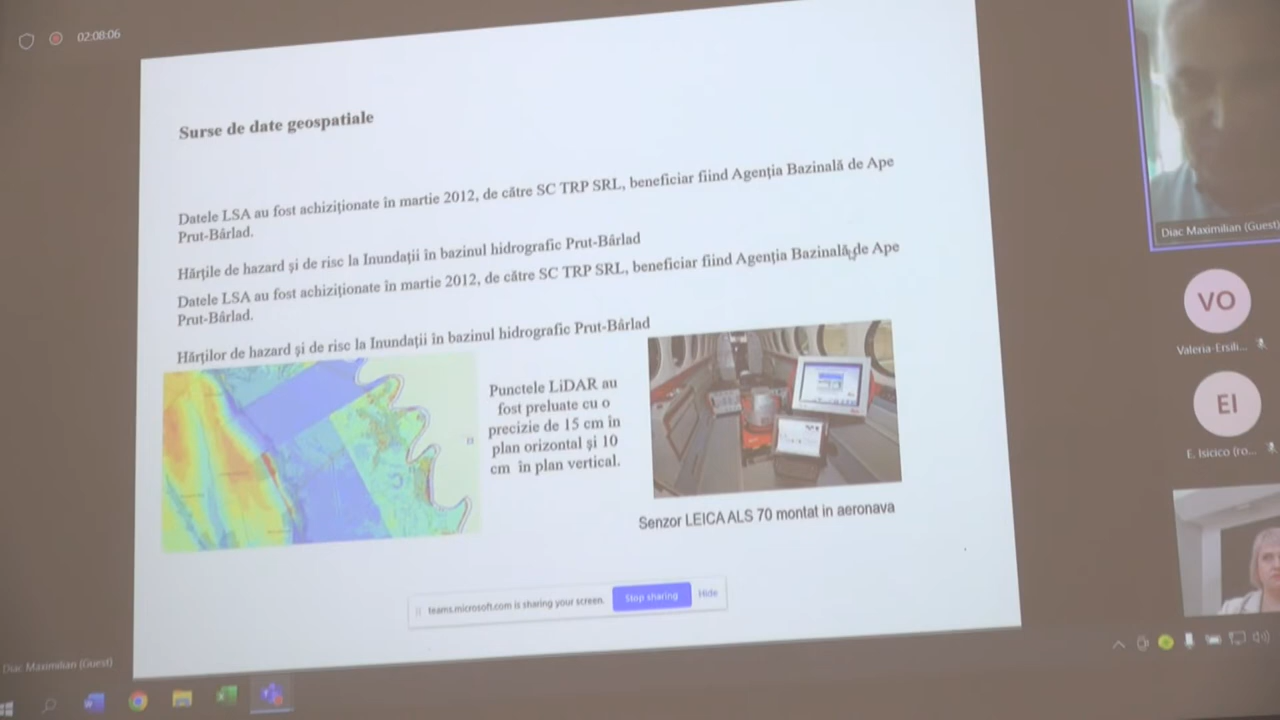 02:08:06
Surse de date geospatiale
Datele LSA au fost achiziționate în martie 2012, de către SC TRP SRL, beneficiar fiind Agenția Bazinală de Ape
Prut-Bârlad.
Hărțile de hazard și de risc la Inundații în bazinul hidrografic Prut-Bârlad
Datele LSA au fost achiziționate în martie 2012, de către SC TRP SRL, beneficiar fiind Agenția Bazinală de Ape
Prut-Bârlad.
Hărților de hazard și de risc la Inundații în bazinul hidrografic Prut-Bârlad
Punctele LiDAR au
fost preluate cu o
precizie de 15 cm în
plan orizontal și 10
cm în plan vertical.
Senzor LEICA ALS 70 montat in aeronava
teams.microsoft.com is sharing your screen.
Stop sharing
Hide
Diac Maximilian (Guest)
Diac Maximilian (Guest)
VO
Valeria-Ersili...
EI
E. Isicico (ro...